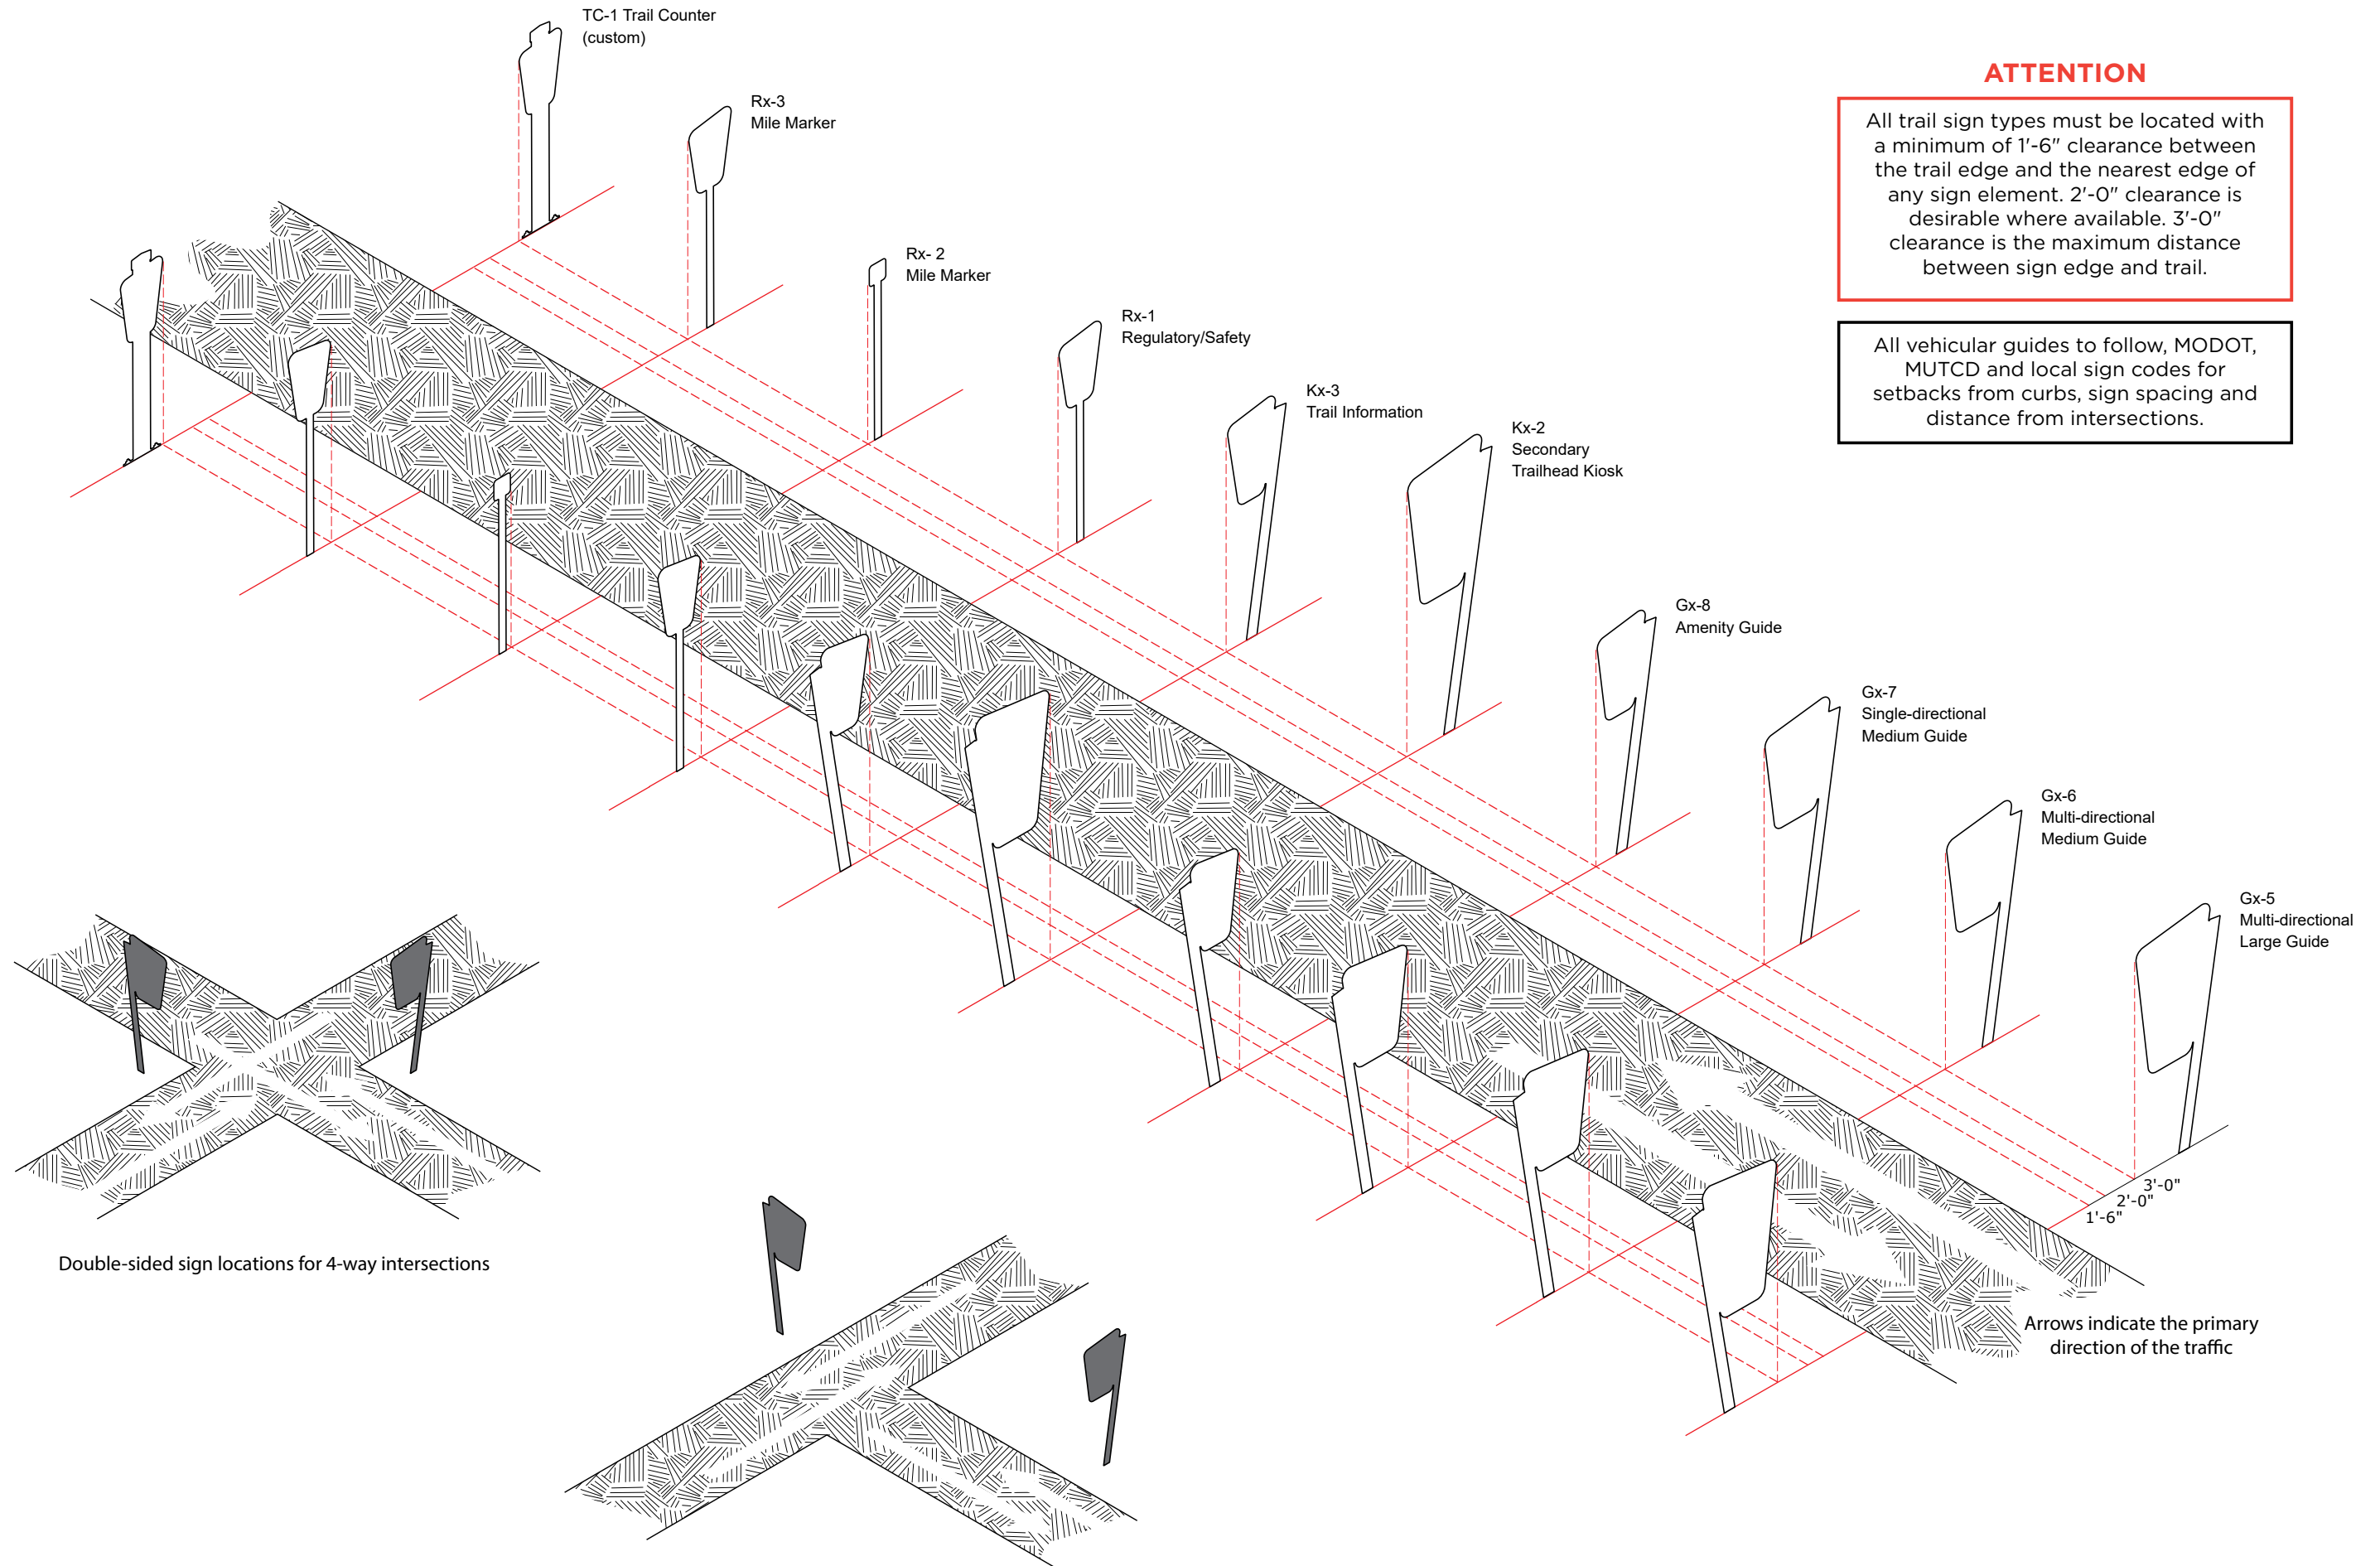 TC-1 Trail Counter
(custom)
Rx-3
Mile Marker
Rx- 2
Mile Marker
Rx-1
Regulatory/Safety
Kx-3
Trail Information
Kx-2
Secondary
Trailhead Kiosk
Gx-8
Amenity Guide
Gx-7
Single-directional
Medium Guide
Gx-6
Multi-directional
Medium Guide
Gx-5
Multi-directional
Large Guide
ATTENTION
All trail sign types must be located with
a minimum of 1'-6" clearance between
the trail edge and the nearest edge of
any sign element. 2'-0" clearance is
desirable where available. 3'-0"
clearance is the maximum distance
between sign edge and trail.
All vehicular guides to follow, MODOT,
MUTCD and local sign codes for
setbacks from curbs, sign spacing and
distance from intersections.
3'-0"
2'-0"
1'-6"
Arrows indicate the primary
direction of the traffic
Double-sided sign locations for 4-way intersections